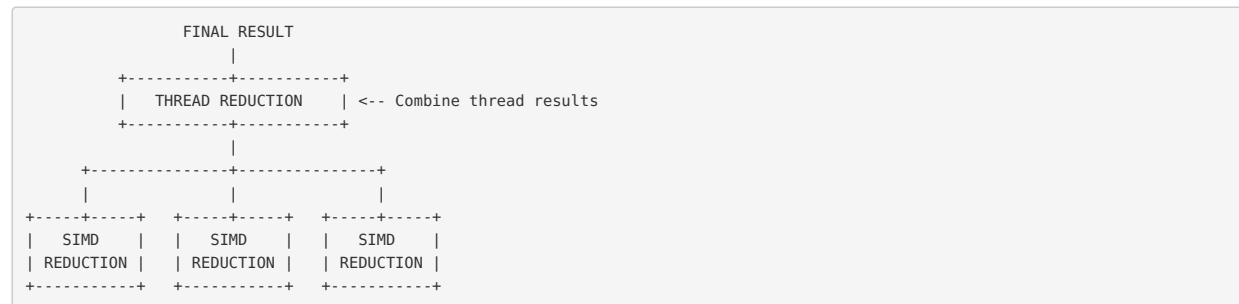 FINAL RESULT
                         |
            +-----------+-----------+
            |   THREAD REDUCTION    | <-- Combine thread results
            +-----------+-----------+
                         |
        +---------------+---------------+
        |               |               |
+-----+-----+   +-----+-----+   +-----+-----+
|   SIMD    |   |   SIMD    |   |   SIMD    |
| REDUCTION |   | REDUCTION |   | REDUCTION |
+-----------+   +-----------+   +-----------+